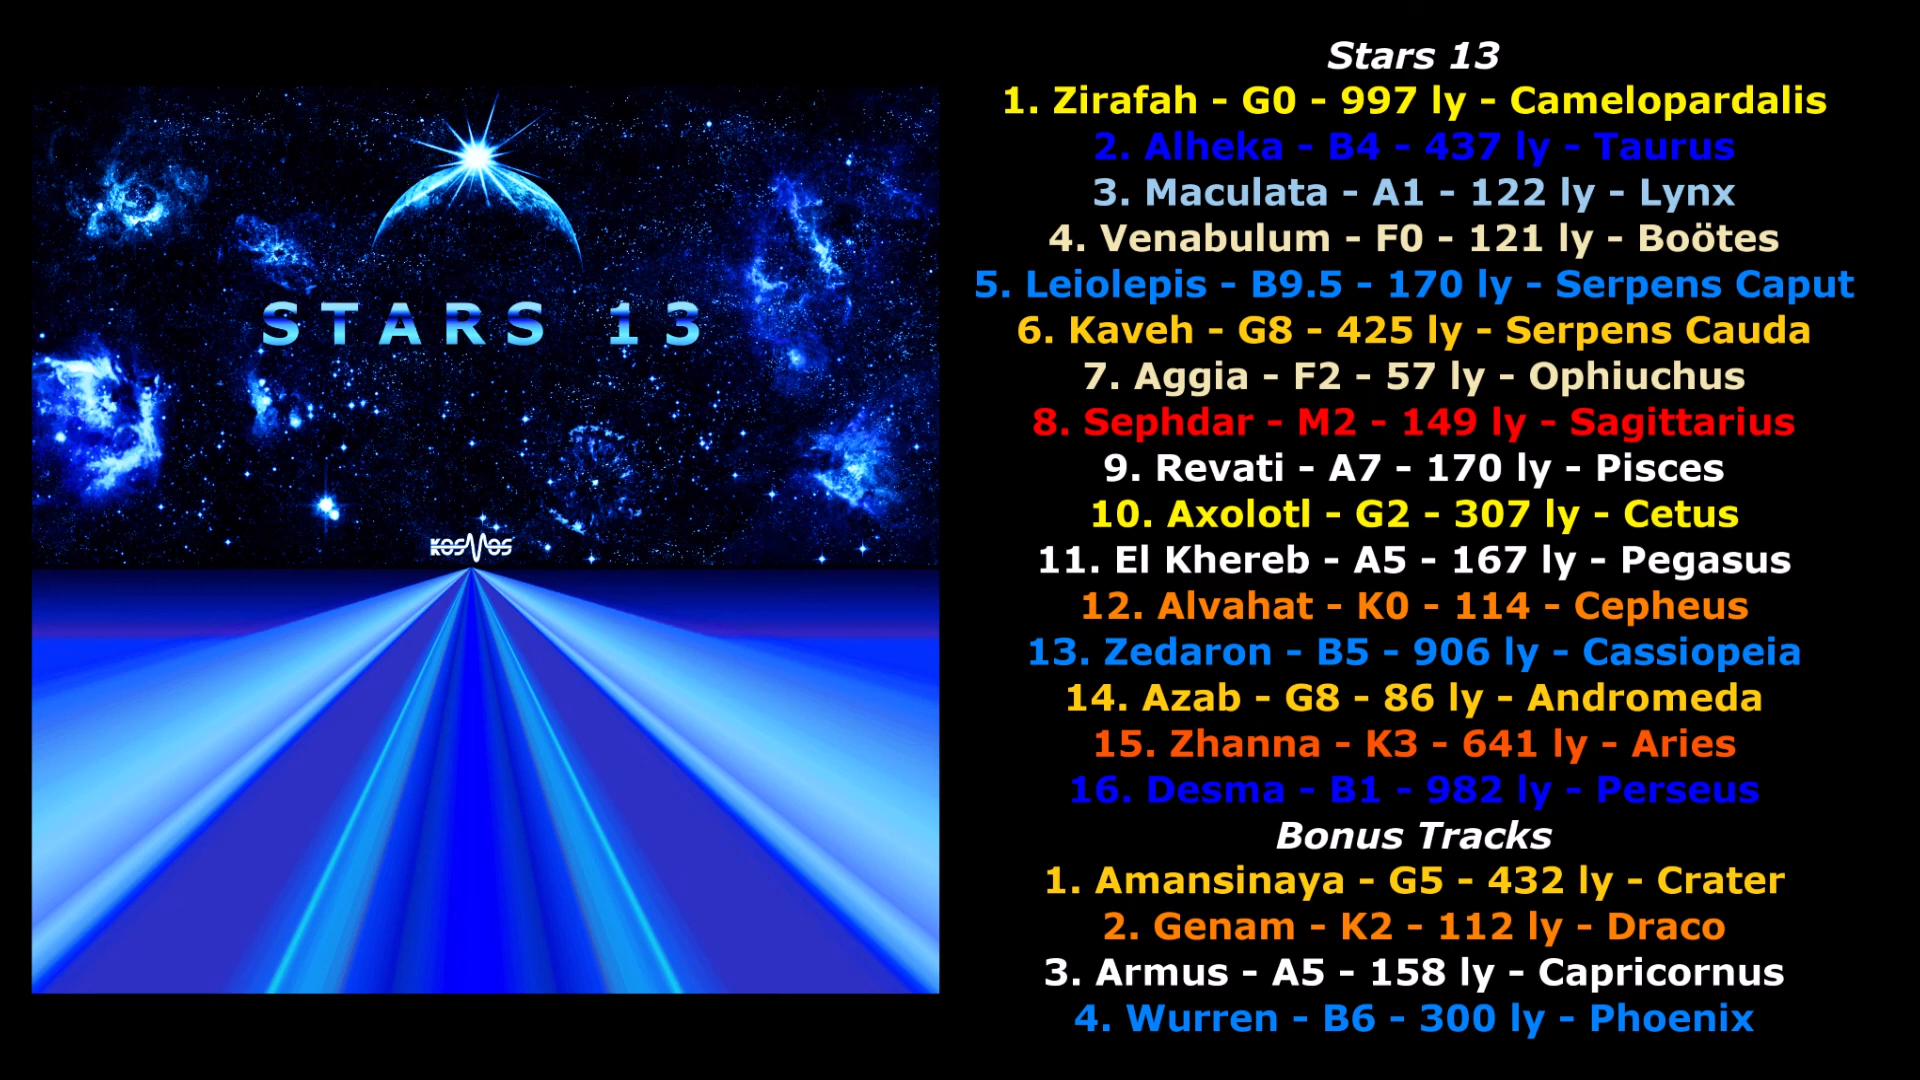 STARS 13
KOSMOS
Stars 13
1. Zirafah - G0 - 997 ly - Camelopardalis
2. Alheka - B4 - 437 ly - Taurus
3. Maculata - A1 - 122 ly - Lynx
4. Venabulum - F0 - 121 ly - Boötes
5. Leiolepis - B9.5 - 170 ly - Serpens Caput
6. Kaveh - G8 - 425 ly - Serpens Cauda
7. Aggia - F2 - 57 ly - Ophiuchus
8. Sephdar - M2 - 149 ly - Sagittarius
9. Revati - A7 - 170 ly - Pisces
10. Axolotl - G2 - 307 ly - Cetus
11. El Khereb - A5 - 167 ly - Pegasus
12. Alvahat - K0 - 114 - Cepheus
13. Zedaron - B5 - 906 ly - Cassiopeia
14. Azab - G8 - 86 ly - Andromeda
15. Zhanna - K3 - 641 ly - Aries
16. Desma - B1 - 982 ly - Perseus
Bonus Tracks
1. Amansinaya - G5 - 432 ly - Crater
2. Genam - K2 - 112 ly - Draco
3. Armus - A5 - 158 ly - Capricornus
4. Wurren - B6 - 300 ly - Phoenix